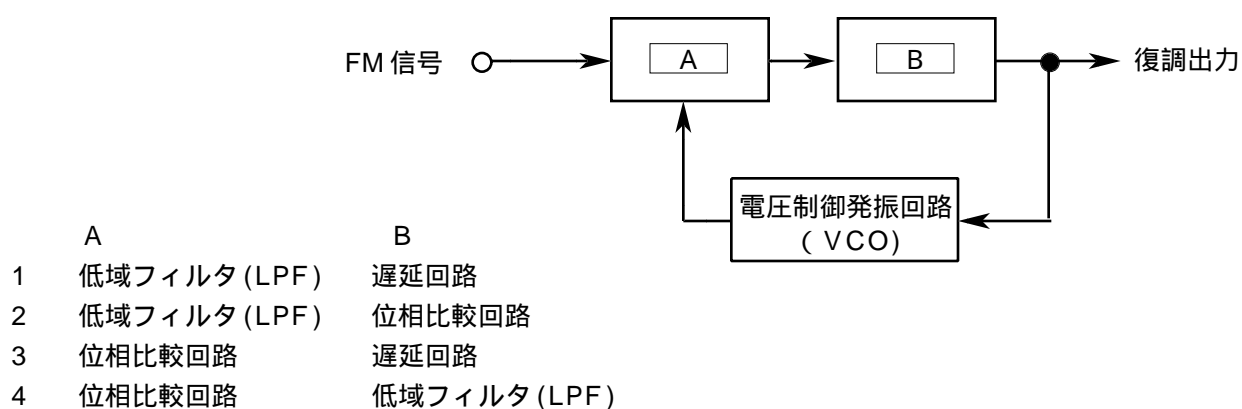 FM 信号 A B 復調出力
電圧制御発振回路
( VCO)
A B
1 低域フィルタ(LPF) 遅延回路
2 低域フィルタ(LPF) 位相比較回路
3 位相比較回路 遅延回路
4 位相比較回路 低域フィルタ(LPF)